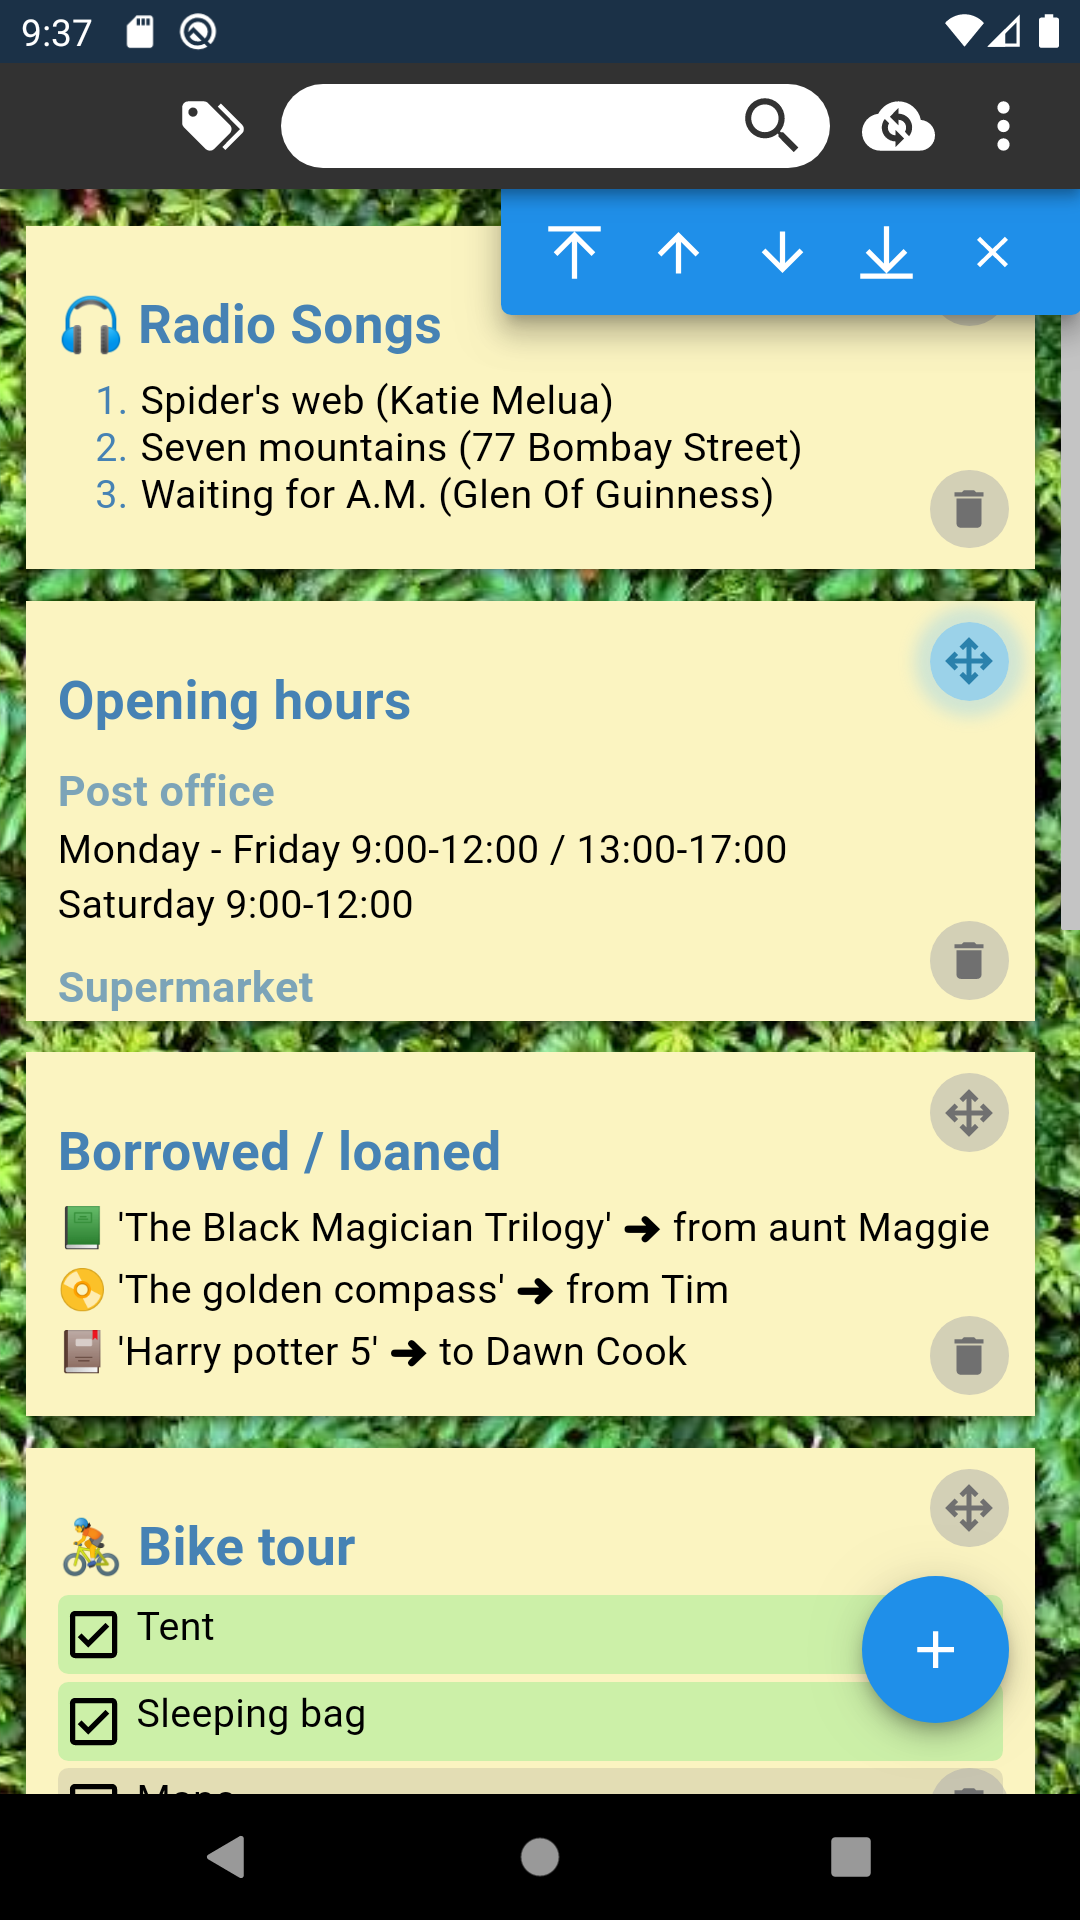 9:37
Radio Songs
1. Spider's web (Katie Melua)
2. Seven mountains (77 Bombay Street)
3. Waiting for A.M. (Glen Of Guinness)
Opening hours
Post office
Monday - Friday 9:00-12:00 / 13:00-17:00
Saturday 9:00-12:00
Supermarket
Borrowed / loaned
'The Black Magician Trilogy' ➜ from aunt Maggie
'The golden compass' ➜ from Tim
'Harry potter 5' ➜ to Dawn Cook
Bike tour
Tent
Sleeping bag